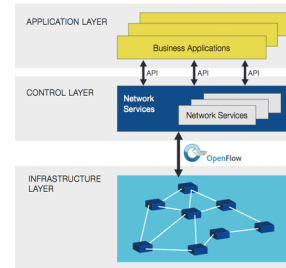 APPLICATION LAYER
Business Applications
API API API
CONTROL LAYER
Network
Services
Network Services
OpenFlow
INFRASTRUCTURE
LAYER